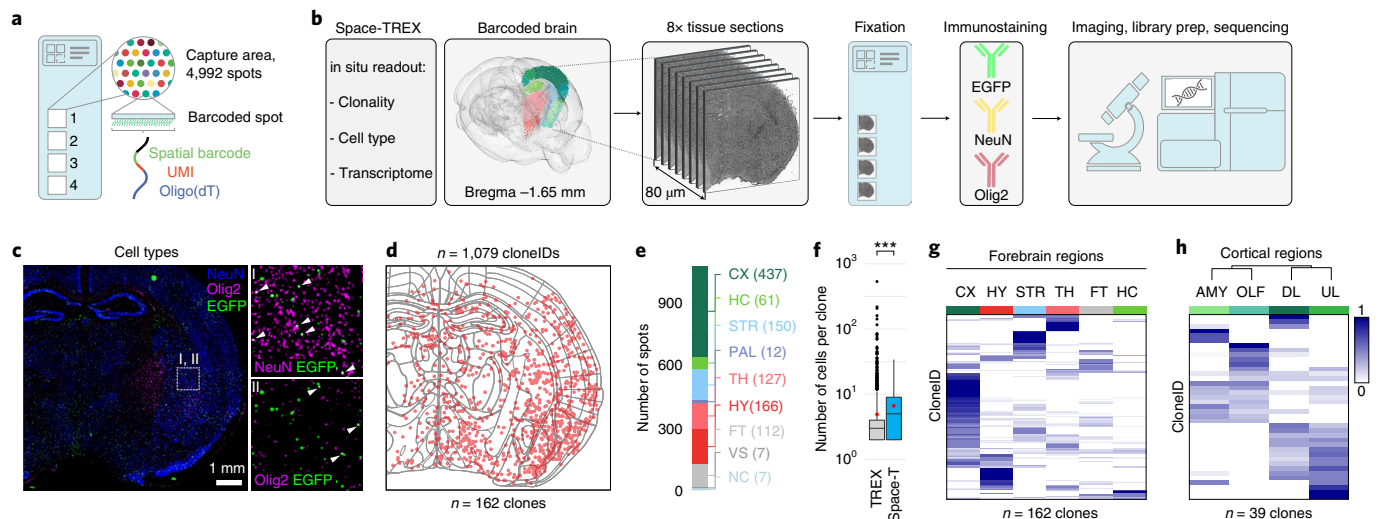 a
Capture area,
4,992 spots
Barcoded spot
1
2
3
4
Spatial barcode
UMI
Oligo(dT)
b
Space-TREX
in situ readout:
- Clonality
- Cell type
- Transcriptome
Barcoded brain
Bregma –1.65 mm
8× tissue sections
80 μm
Fixation
Immunostaining
EGFP
NeuN
Olig2
Imaging, library prep, sequencing
c
Cell types
NeuN
Olig2
EGFP
I, II
1 mm
I
NeuN EGFP
II
Olig2 EGFP
d
n = 1,079 cloneIDs
n = 162 clones
e
Number of spots
900
600
300
0
CX (437)
HC (61)
STR (150)
PAL (12)
TH (127)
HY(166)
FT (112)
VS (7)
NC (7)
f
***
Number of cells per clone
10³
10²
10¹
10⁰
TREX
Space-T
g
Forebrain regions
CX HY STR TH FT HC
CloneID
n = 162 clones
h
Cortical regions
AMY OLF DL UL
CloneID
1
0
n = 39 clones